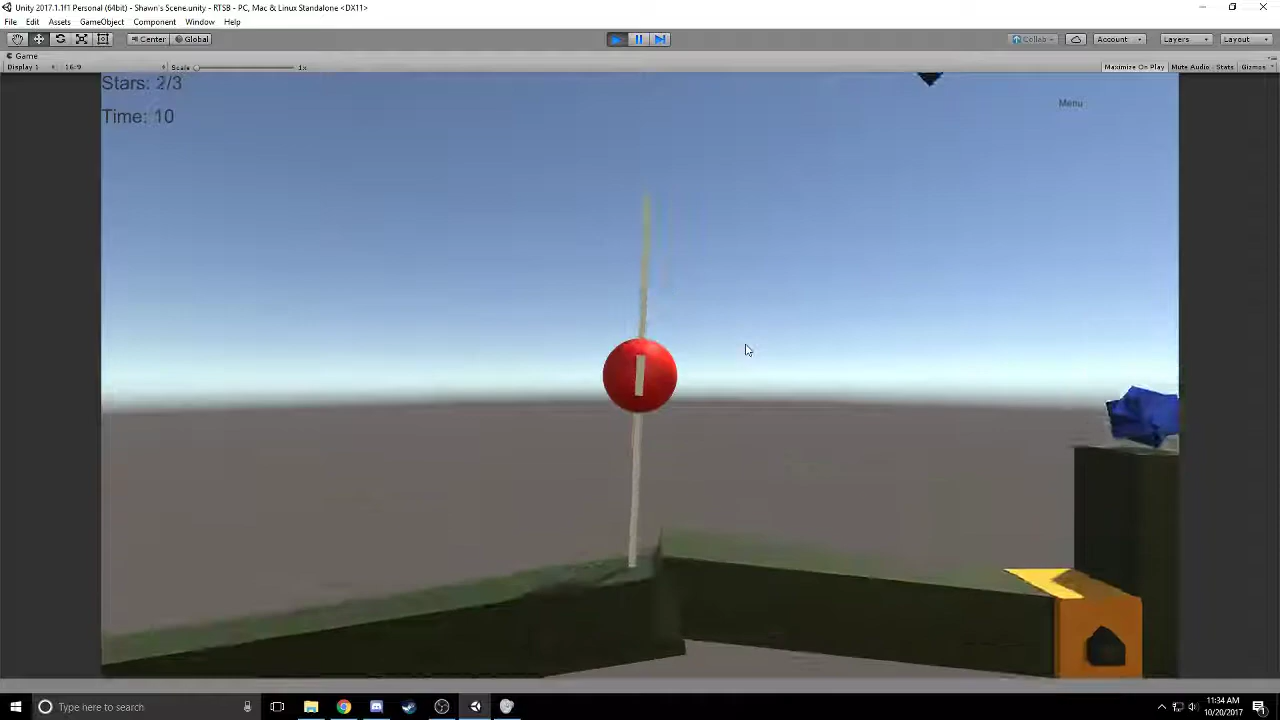 Unity 2017.1.1f1 Personal (64bit) - Shawn's Scene.unity - RTSB - PC, Mac & Linux Standalone <DX11>
File Edit Assets GameObject Component Window Help
Center Global Collab Account Layers Layout
Game
Display 1 16:9 Scale 1x Maximize On Play Mute Audio Stats Gizmos
Stars: 2/3
Menu
Time: 10
Type here to search
11:34 AM
10/20/2017